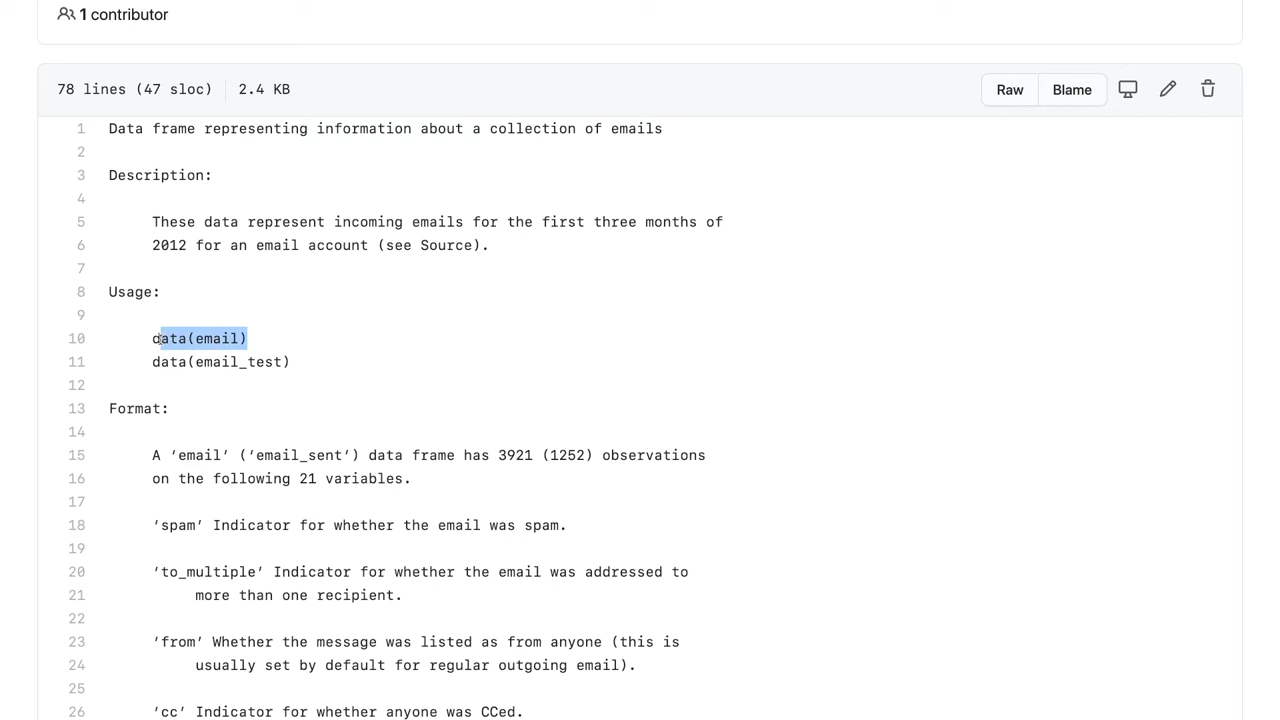 1 contributor
78 lines (47 sloc) 2.4 KB Raw Blame
1 Data frame representing information about a collection of emails
2
3 Description:
4
5 These data represent incoming emails for the first three months of
6 2012 for an email account (see Source).
7
8 Usage:
9
10 data(email)
11 data(email_test)
12
13 Format:
14
15 A ‘email’ (‘email_sent’) data frame has 3921 (1252) observations
16 on the following 21 variables.
17
18 ‘spam’ Indicator for whether the email was spam.
19
20 ‘to_multiple’ Indicator for whether the email was addressed to
21 more than one recipient.
22
23 ‘from’ Whether the message was listed as from anyone (this is
24 usually set by default for regular outgoing email).
25
26 ‘cc’ Indicator for whether anyone was CCed.